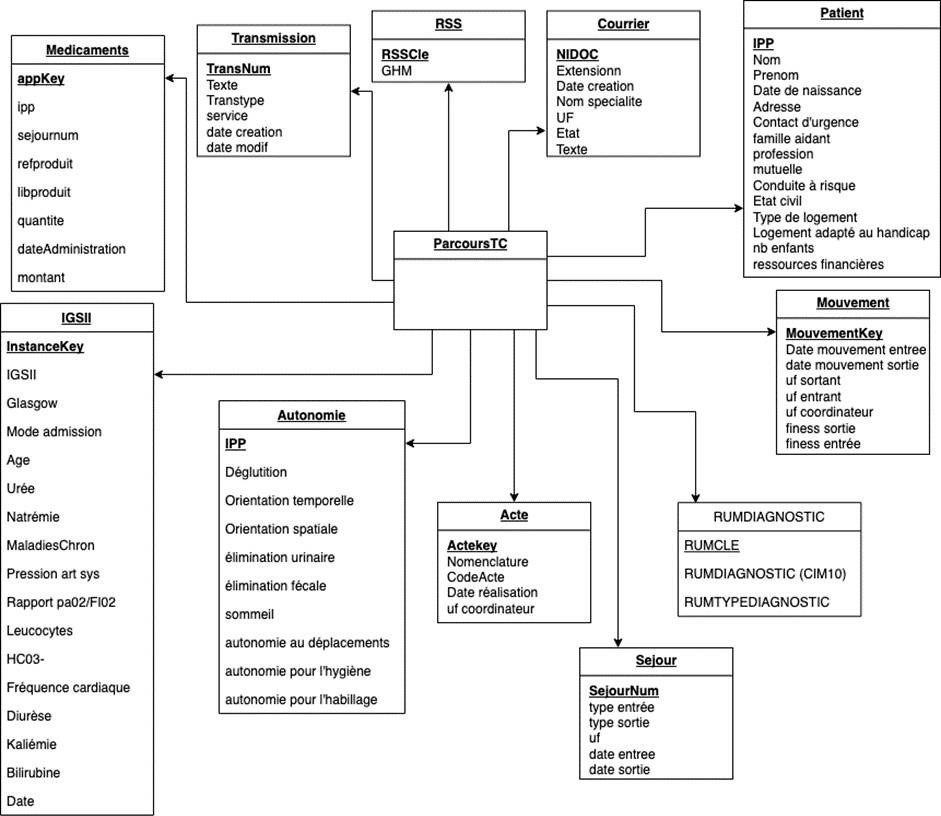 Medicaments
appKey
ipp
sejournum
refproduit
libproduit
quantite
dateAdministration
montant
Transmission
TransNum
Texte
Transtype
service
date creation
date modif
RSS
RSSCle
GHM
Courrier
NIDOC
Extensionn
Date creation
Nom specialite
UF
Etat
Texte
Patient
IPP
Nom
Prenom
Date de naissance
Adresse
Contact d'urgence
famille aidant
profession
mutuelle
Conduite à risque
Etat civil
Type de logement
Logement adapté au handicap
nb enfants
ressources financières
ParcoursTC
IGSII
InstanceKey
IGSII
Glasgow
Mode admission
Age
Urée
Natrémie
MaladiesChron
Pression art sys
Rapport pa02/FI02
Leucocytes
HC03-
Fréquence cardiaque
Diurèse
Kaliémie
Bilirubine
Date
Autonomie
IPP
Déglutition
Orientation temporelle
Orientation spatiale
élimination urinaire
élimination fécale
sommeil
autonomie au déplacements
autonomie pour l'hygiène
autonomie pour l'habillage
Acte
Actekey
Nomenclature
CodeActe
Date réalisation
uf coordinateur
Mouvement
MouvementKey
Date mouvement entree
date mouvement sortie
uf sortant
uf entrant
uf coordinateur
finess sortie
finess entrée
RUMDIAGNOSTIC
RUMCLE
RUMDIAGNOSTIC (CIM10)
RUMTYPEDIAGNOSTIC
Sejour
SejourNum
type entrée
type sortie
uf
date entree
date sortie